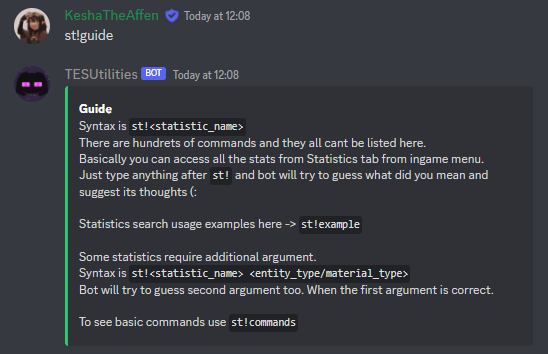 KeshaTheAffen Today at 12:08
st!guide
TESUtilities BOT Today at 12:08
Guide
Syntax is st!<statistic_name>
There are hundrets of commands and they all cant be listed here.
Basically you can access all the stats from Statistics tab from ingame menu.
Just type anything after st! and bot will try to guess what did you mean and
suggest its thoughts (:
Statistics search usage examples here -> st!example
Some statistics require additional argument.
Syntax is st!<statistic_name> <entity_type/material_type>
Bot will try to guess second argument too. When the first argument is correct.
To see basic commands use st!commands